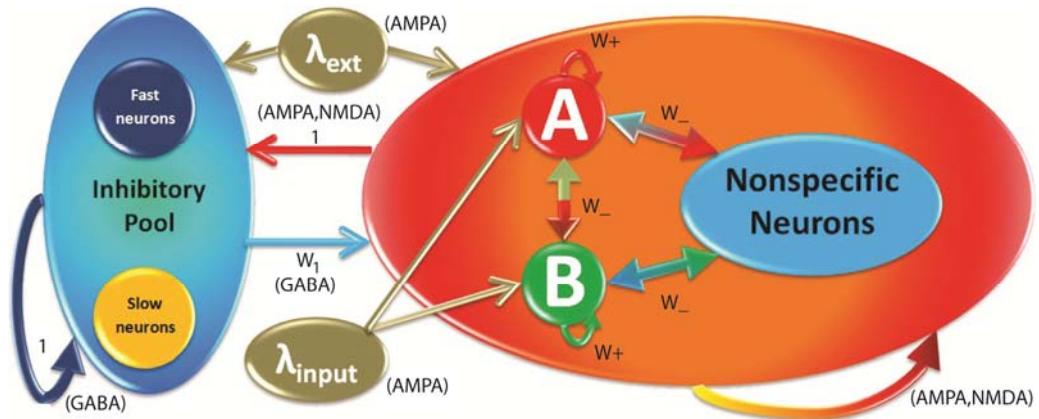 λext
(AMPA)
Fast
neurons
(AMPA,NMDA)
1
Inhibitory
Pool
W1
(GABA)
Slow
neurons
1
(GABA)
λinput
(AMPA)
W+
A
W_
Nonspecific
Neurons
W_
B
W_
W+
(AMPA,NMDA)